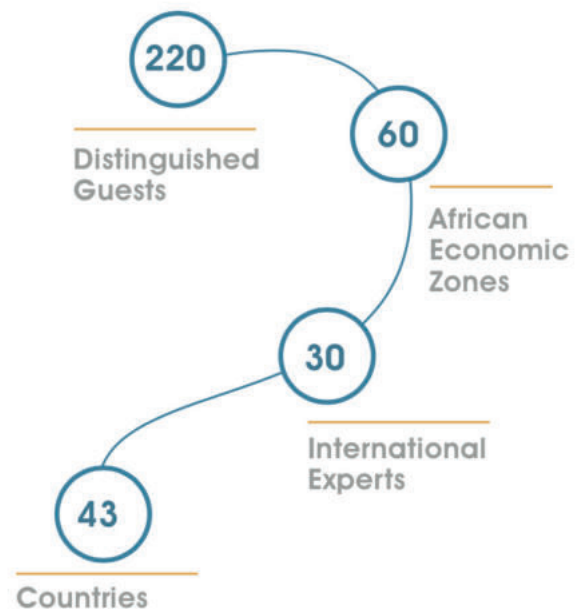 220
Distinguished
Guests
60
African
Economic
Zones
30
International
Experts
43
Countries